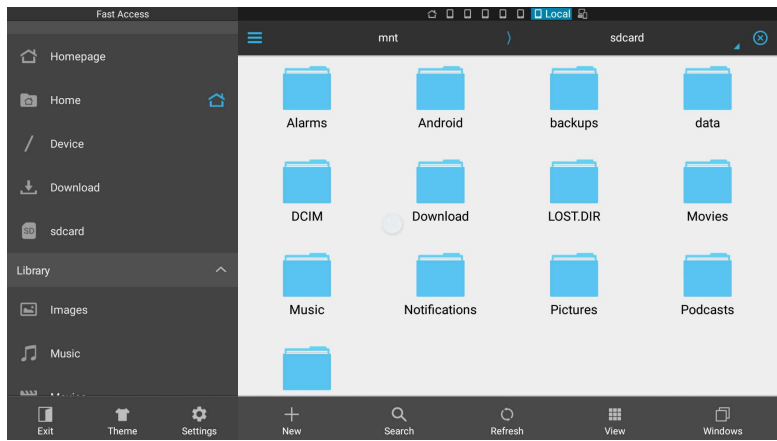 Fast Access
Local
mnt
sdcard
Homepage
Home
Device
Download
SD sdcard
Library
Images
Music
Alarms
Android
backups
data
DCIM
Download
LOST.DIR
Movies
Music
Notifications
Pictures
Podcasts
Exit
Theme
Settings
New
Search
Refresh
View
Windows